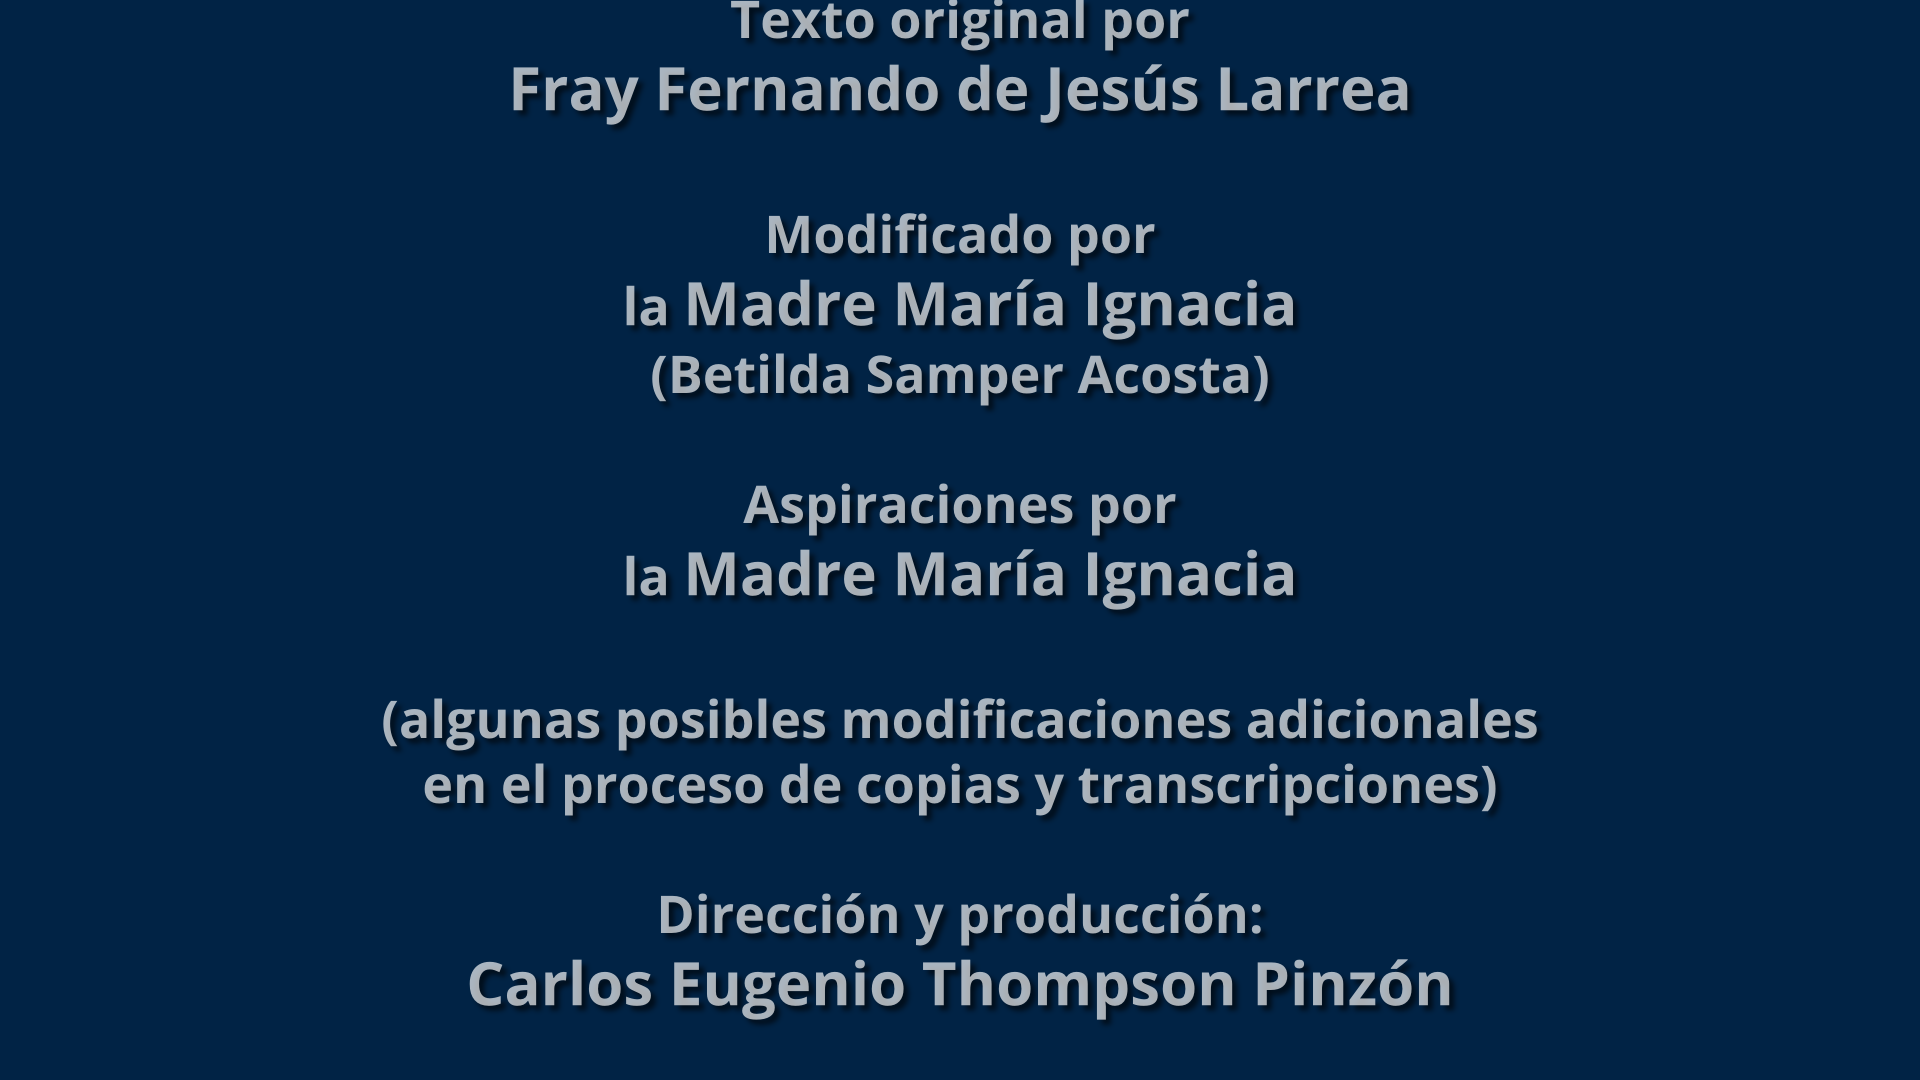 Texto original por
Fray Fernando de Jesús Larrea
Modificado por
la Madre María Ignacia
(Betilda Samper Acosta)
Aspiraciones por
la Madre María Ignacia
(algunas posibles modificaciones adicionales
en el proceso de copias y transcripciones)
Dirección y producción:
Carlos Eugenio Thompson Pinzón